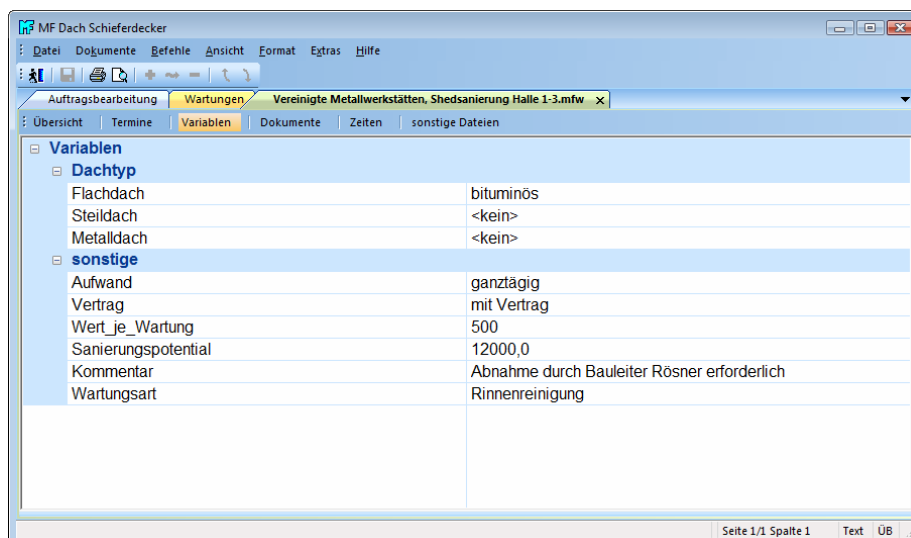 MF Dach Schieferdecker
Datei Dokumente Befehle Ansicht Format Extras Hilfe
Auftragsbearbeitung Wartungen Vereinigte Metallwerkstätten, Shedsanierung Halle 1-3.mfw x
Übersicht Termine Variablen Dokumente Zeiten sonstige Dateien
Variablen
Dachtyp
Flachdach bituminös
Steildach <kein>
Metalldach <kein>
sonstige
Aufwand ganztägig
Vertrag mit Vertrag
Wert_je_Wartung 500
Sanierungspotential 12000,0
Kommentar Abnahme durch Bauleiter Rösner erforderlich
Wartungsart Rinnenreinigung
Seite 1/1 Spalte 1 Text ÜB